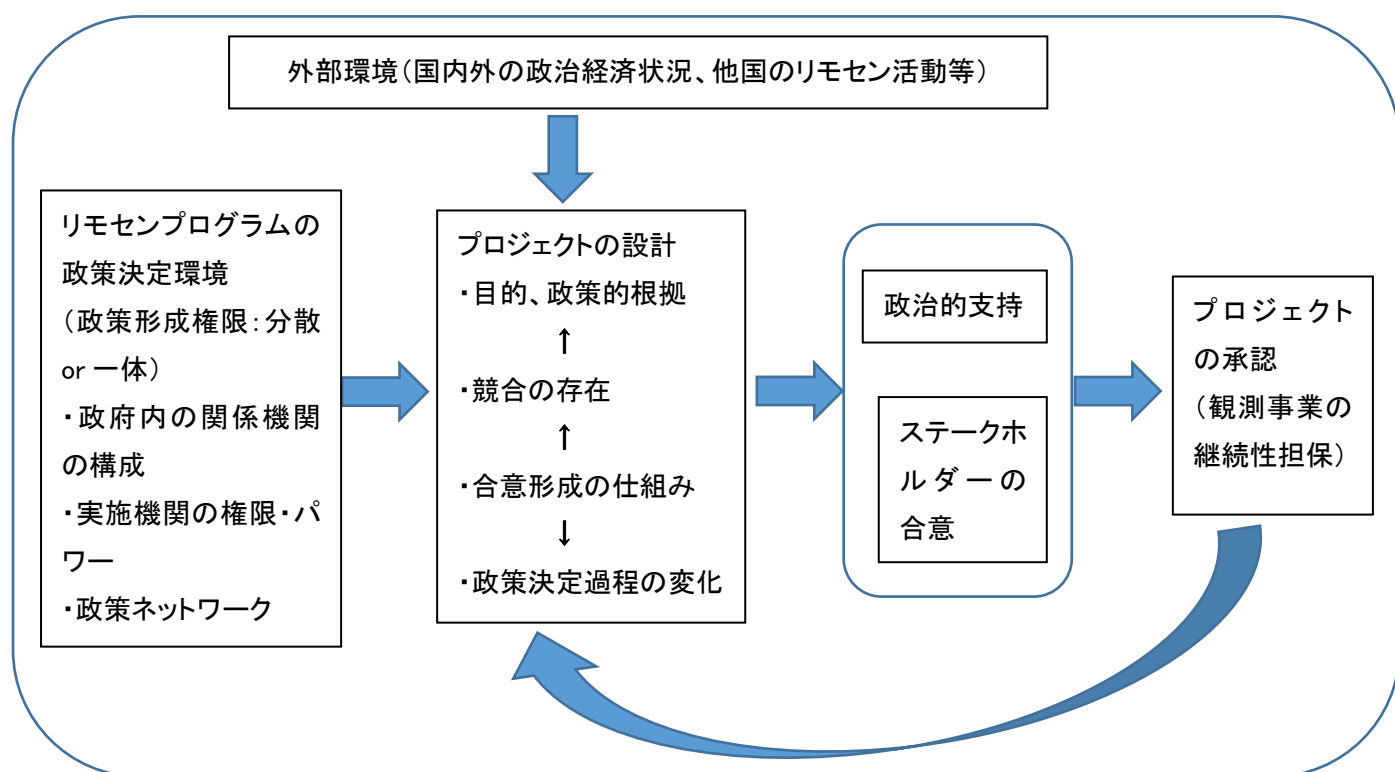 外部環境(国内外の政治経済状況、他国のリモセン活動等)
リモセンプログラムの
政策決定環境
(政策形成権限:分散
or 一体)
・政府内の関係機関
の構成
・実施機関の権限・パ
ワー
・政策ネットワーク
プロジェクトの設計
・目的、政策的根拠
↑
・競合の存在
↑
・合意形成の仕組み
↓
・政策決定過程の変化
政治的支持
ステークホ
ルダーの
合意
プロジェクト
の承認
(観測事業の
継続性担保)